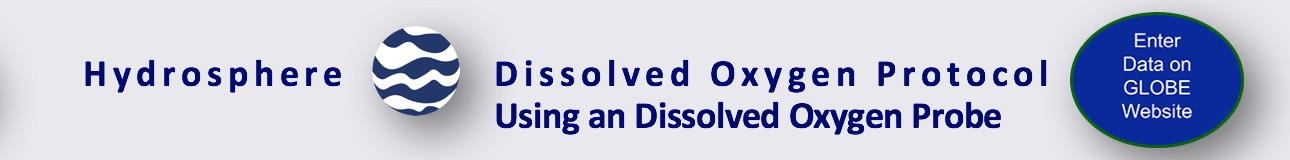 Hydrosphere
Dissolved Oxygen Protocol
Using an Dissolved Oxygen Probe
Enter
Data on
GLOBE
Website